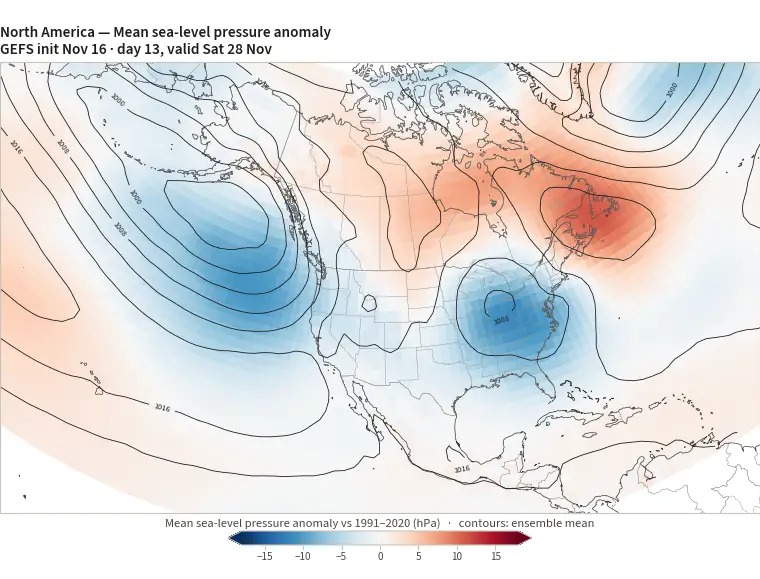 North America — Mean sea-level pressure anomaly
GEFS init Nov 16 · day 13, valid Sat 28 Nov
1000
1016
1000
1016
1008
1000
1008
1008
1016
1016
Mean sea-level pressure anomaly vs 1991–2020 (hPa) · contours: ensemble mean
−15 −10 −5 0 5 10 15